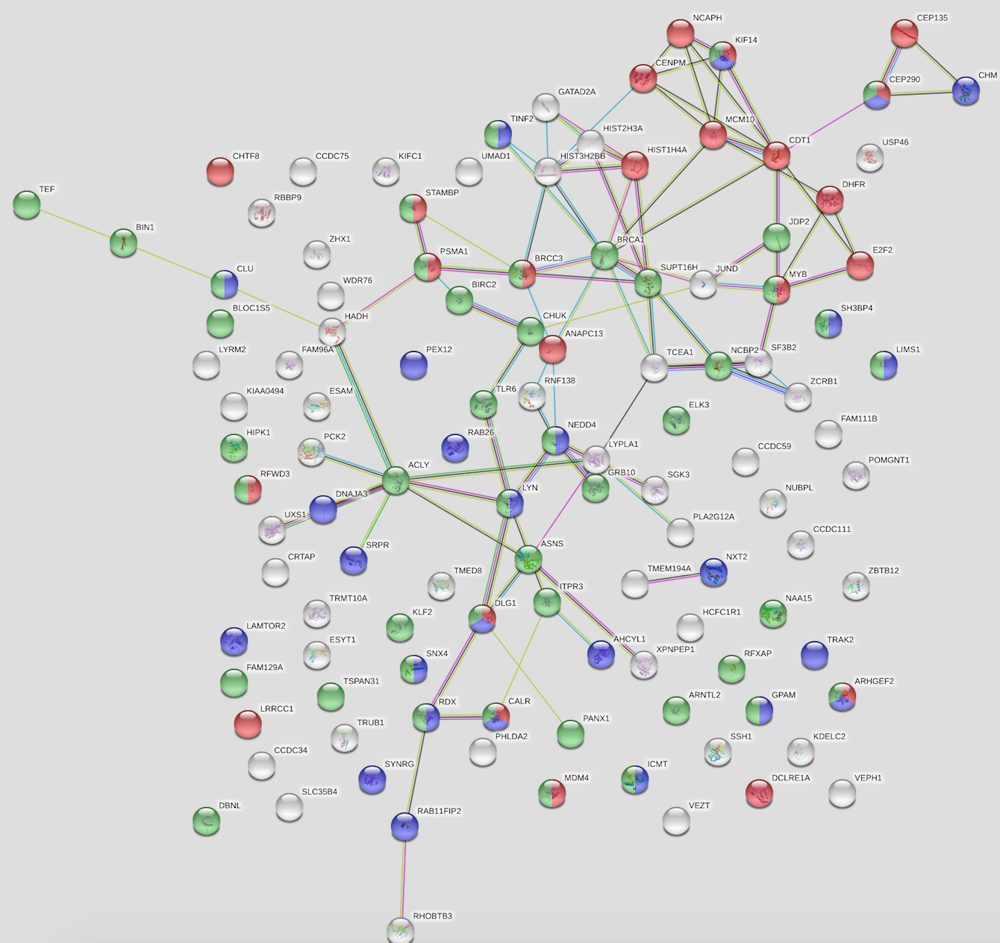 NCAPH
CEP135
KIF14
CENPM
CHM
CEP290
GATAD2A
TINF2
MCM10
HIST2H3A
CDT1
USP46
HIST1H4A
HIST3H2BB
CHTF8
CCDC75
KIFC1
UMAD1
DHFR
TEF
RBBP9
STAMBP
JDP2
BIN1
ZHX1
BRCA1
PSMA1
BRCC3
E2F2
SUPT16H
JUND
CLU
MYB
WDR76
BIRC2
BLOC1S5
HADH
CHUK
SH3BP4
ANAPC13
LYRM2
FAM96A
PEX12
TCEA1
NCBP2
SF3B2
LIMS1
RNF138
ZCRB1
KIAA0494
ESAM
TLR6
ELK3
FAM111B
HIPK1
PCK2
RAB26
NEDD4
LYPLA1
CCDC59
POMGNT1
ACLY
GRB10
SGK3
RFWD3
DNAJA3
LYN
NUBPL
UXS1
PLA2G12A
CCDC111
SRPR
ASNS
CRTAP
TMEM194A
NXT2
TMED8
ZBTB12
ITPR3
TRMT10A
DLG1
NAA15
KLF2
HCFC1R1
LAMTOR2
ESYT1
AHCYL1
XPNPEP1
TRAK2
SNX4
FAM129A
TSPAN31
RFXAP
ARHGEF2
LRRCC1
RDX
CALR
ARNTL2
GPAM
TRUB1
PANX1
PHLDA2
SSH1
KDELC2
CCDC34
SYNRG
ICMT
MDM4
DCLRE1A
VEPH1
SLC35B4
DBNL
RAB11FIP2
VEZT
RHOBTB3